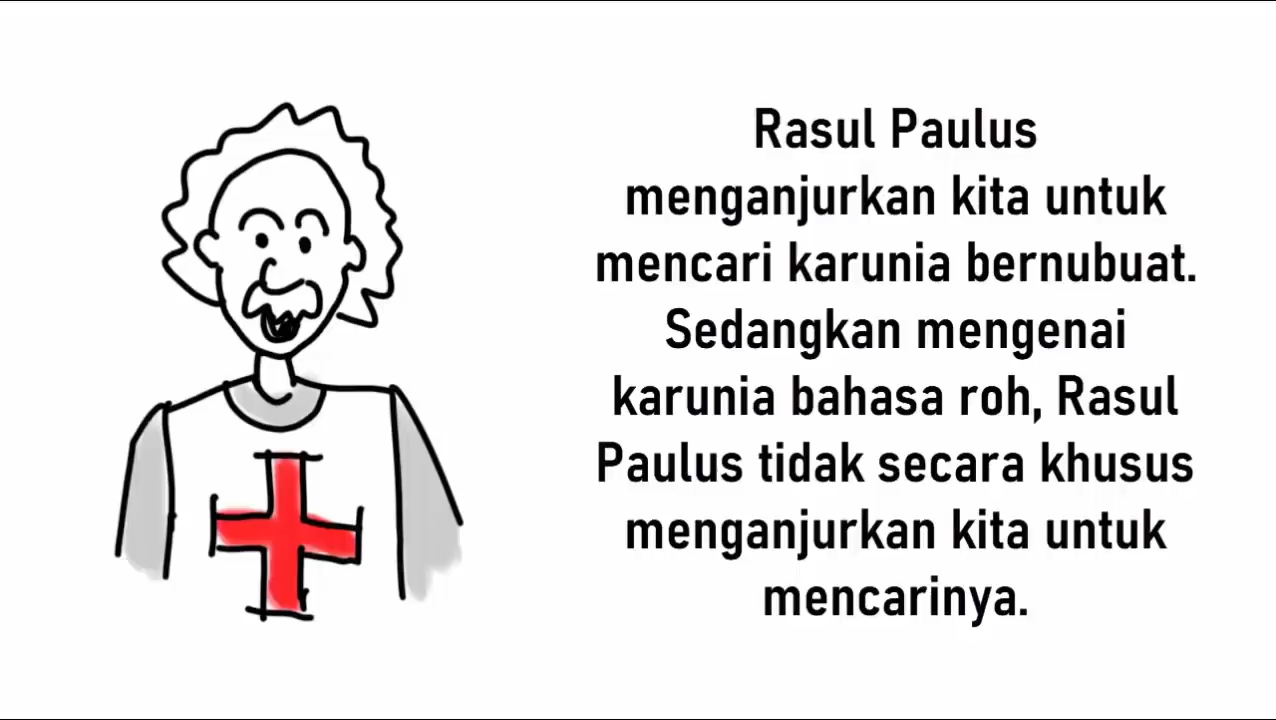 Rasul Paulus
menganjurkan kita untuk
mencari karunia bernubuat.
Sedangkan mengenai
karunia bahasa roh, Rasul
Paulus tidak secara khusus
menganjurkan kita untuk
mencarinya.